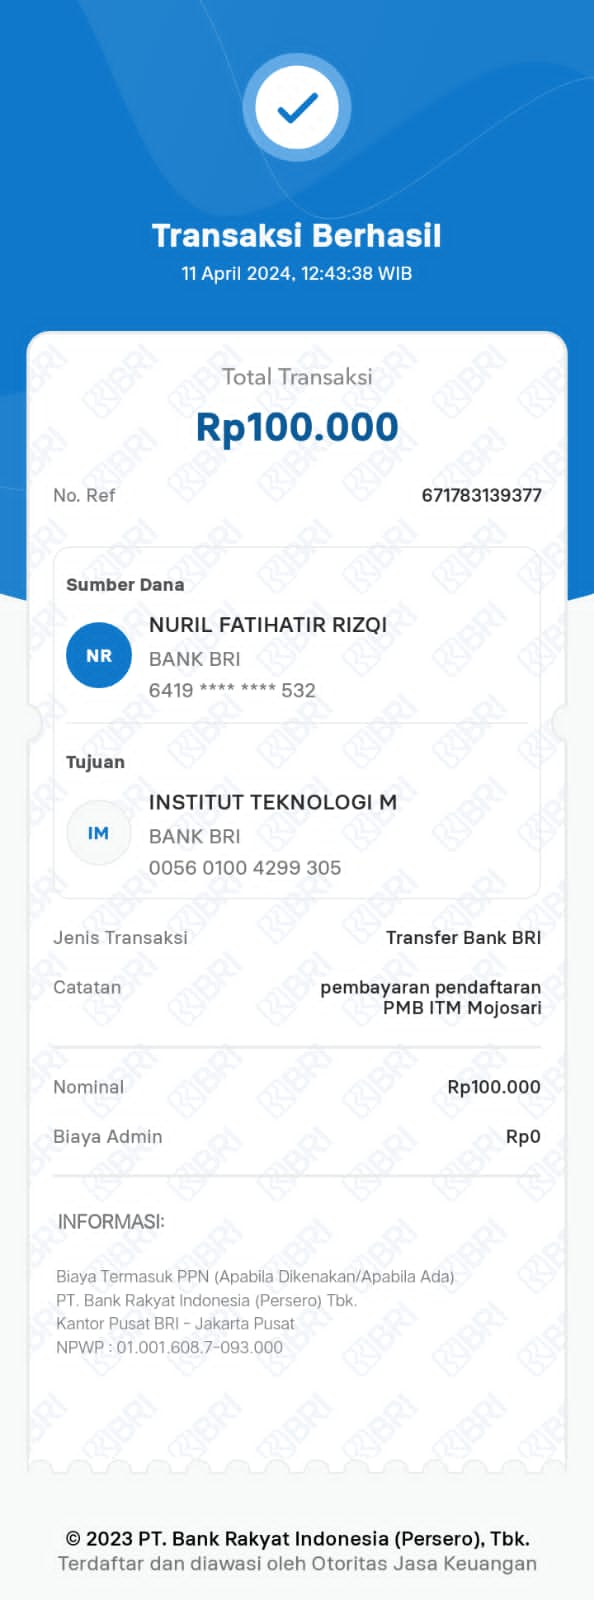 Transaksi Berhasil
11 April 2024, 12:43:38 WIB
Total Transaksi
Rp100.000
No. Ref 671783139377
Sumber Dana
NR
NURIL FATIHATIR RIZQI
BANK BRI
6419 **** **** 532
Tujuan
IM
INSTITUT TEKNOLOGI M
BANK BRI
0056 0100 4299 305
Jenis Transaksi Transfer Bank BRI
Catatan pembayaran pendaftaran
PMB ITM Mojosari
Nominal Rp100.000
Biaya Admin Rp0
INFORMASI:
Biaya Termasuk PPN (Apabila Dikenakan/Apabila Ada)
PT. Bank Rakyat Indonesia (Persero) Tbk.
Kantor Pusat BRI - Jakarta Pusat
NPWP : 01.001.608.7-093.000
© 2023 PT. Bank Rakyat Indonesia (Persero), Tbk.
Terdaftar dan diawasi oleh Otoritas Jasa Keuangan